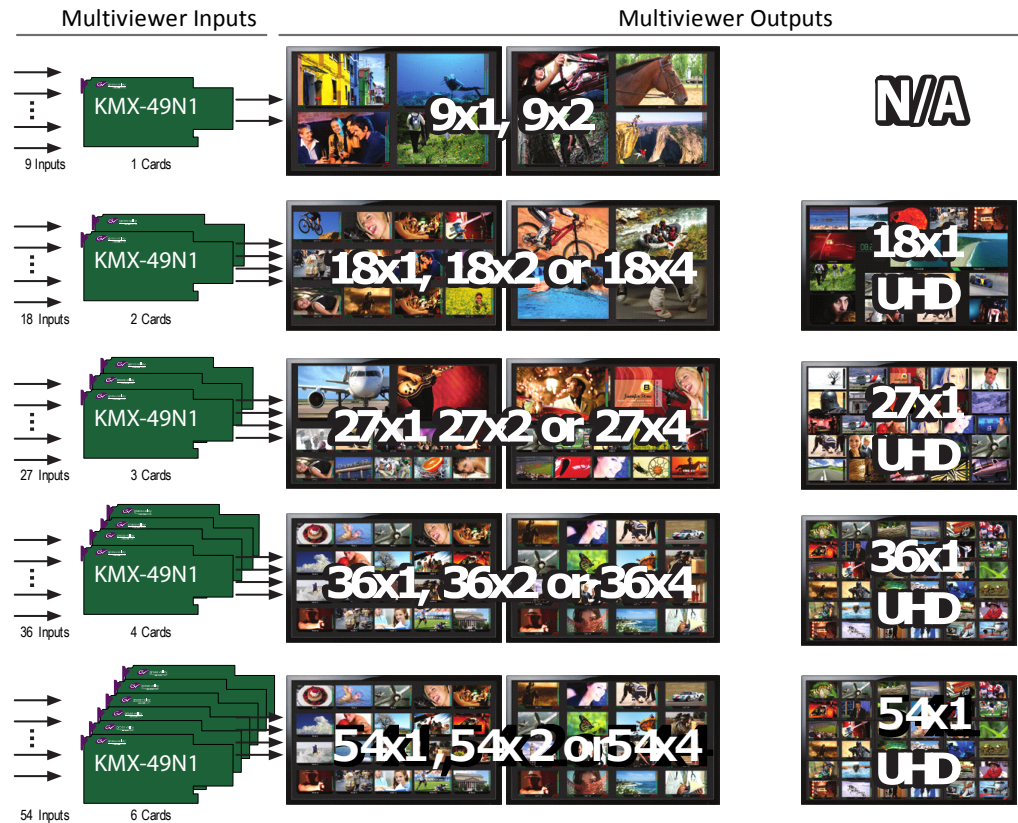 Multiviewer Inputs
Multiviewer Outputs
KMX-49N1
9 Inputs
1 Cards
9x1, 9x2
N/A
KMX-49N1
18 Inputs
2 Cards
18x1, 18x2 or 18x4
18x1
UHD
KMX-49N1
27 Inputs
3 Cards
27x1 27x2 or 27x4
27x1
UHD
KMX-49N1
36 Inputs
4 Cards
36x1, 36x2 or 36x4
36x1
UHD
KMX-49N1
54 Inputs
6 Cards
54x1, 54x2 or 54x4
54x1
UHD